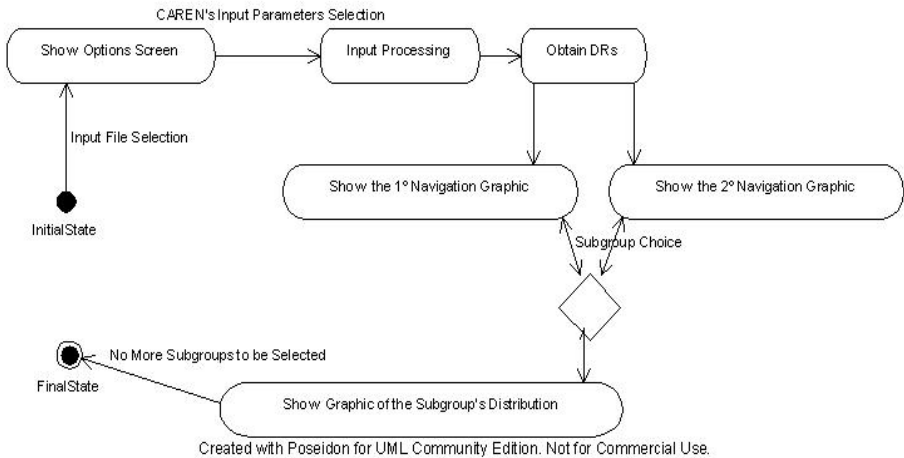 CAREN's Input Parameters Selection
Show Options Screen
Input Processing
Obtain DRs
Input File Selection
Show the 1º Navigation Graphic
Show the 2º Navigation Graphic
InitialState
Subgroup Choice
No More Subgroups to be Selected
FinalState
Show Graphic of the Subgroup's Distribution
Created with Poseidon for UML Community Edition. Not for Commercial Use.